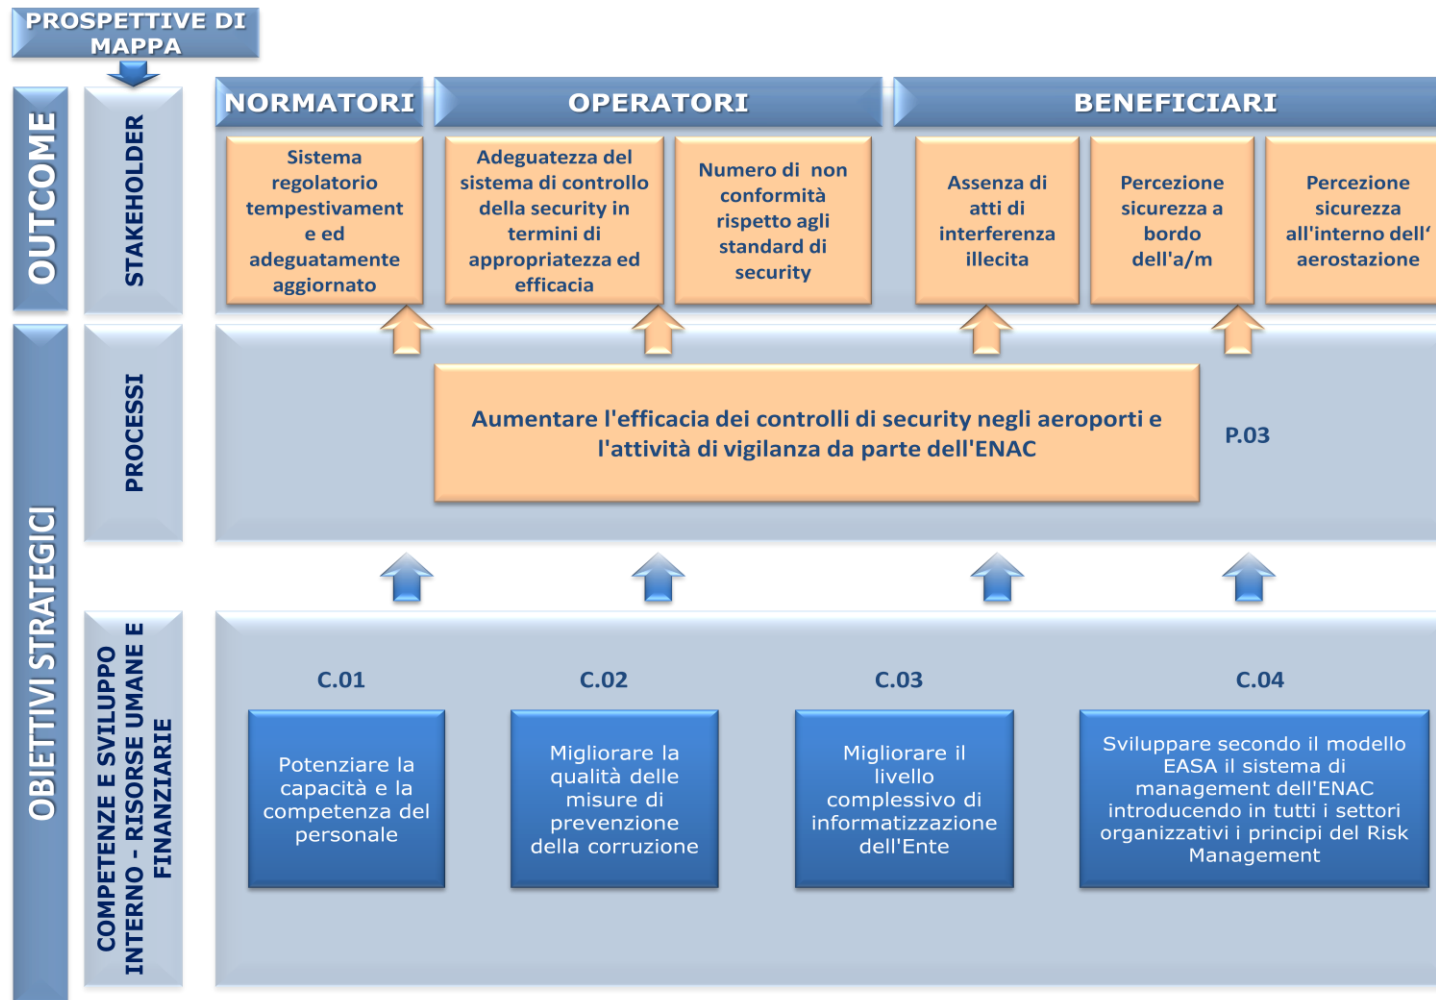 PROSPETTIVE DI
MAPPA
OUTCOME
STAKEHOLDER
NORMATORI
OPERATORI
BENEFICIARI
Sistema
regolatorio
tempestivament
e ed
adeguatamente
aggiornato
Adeguatezza del
sistema di controllo
della security in
termini di
appropriatezza ed
efficacia
Numero di non
conformità
rispetto agli
standard di
security
Assenza di
atti di
interferenza
illecita
Percezione
sicurezza a
bordo
dell'a/m
Percezione
sicurezza
all'interno dell‘
aerostazione
OBIETTIVI STRATEGICI
PROCESSI
Aumentare l'efficacia dei controlli di security negli aeroporti e
l'attività di vigilanza da parte dell'ENAC
P.03
COMPETENZE E SVILUPPO
INTERNO - RISORSE UMANE E
FINANZIARIE
C.01
Potenziare la
capacità e la
competenza del
personale
C.02
Migliorare la
qualità delle
misure di
prevenzione
della corruzione
C.03
Migliorare il
livello
complessivo di
informatizzazione
dell'Ente
C.04
Sviluppare secondo il modello
EASA il sistema di
management dell'ENAC
introducendo in tutti i settori
organizzativi i principi del Risk
Management